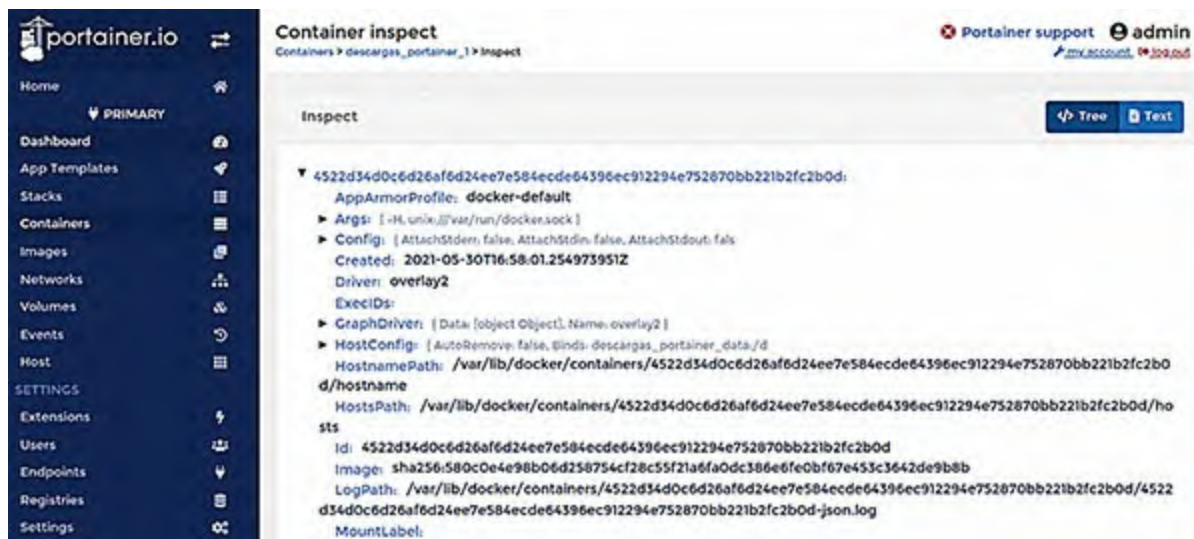 portainer.io
Home
PRIMARY
Dashboard
App Templates
Stacks
Containers
Images
Networks
Volumes
Events
Host
SETTINGS
Extensions
Users
Endpoints
Registries
Settings
Container inspect
Containers > descargas_portainer_1 > Inspect
Portainer support admin
my account log out
Inspect
</> Tree Text
4522d34d0c6d26af6d24ee7e584ecde64396ec912294e752870bb221b2fc2b0d:
AppArmorProfile: docker-default
Args: [ -H, unix:///var/run/docker.sock ]
Config: { AttachStderr: false, AttachStdin: false, AttachStdout: fals
Created: 2021-05-30T16:58:01.254973951Z
Driver: overlay2
ExecIDs:
GraphDriver: { Data: [object Object], Name: overlay2 }
HostConfig: { AutoRemove: false, Binds: descargas_portainer_data:/d
HostnamePath: /var/lib/docker/containers/4522d34d0c6d26af6d24ee7e584ecde64396ec912294e752870bb221b2fc2b0
d/hostname
HostsPath: /var/lib/docker/containers/4522d34d0c6d26af6d24ee7e584ecde64396ec912294e752870bb221b2fc2b0d/ho
sts
Id: 4522d34d0c6d26af6d24ee7e584ecde64396ec912294e752870bb221b2fc2b0d
Image: sha256:580c0e4e98b06d258754cf28c55f21a6fa0dc386e6fe0bf67e453c3642de9b8b
LogPath: /var/lib/docker/containers/4522d34d0c6d26af6d24ee7e584ecde64396ec912294e752870bb221b2fc2b0d/4522
d34d0c6d26af6d24ee7e584ecde64396ec912294e752870bb221b2fc2b0d-json.log
MountLabel: